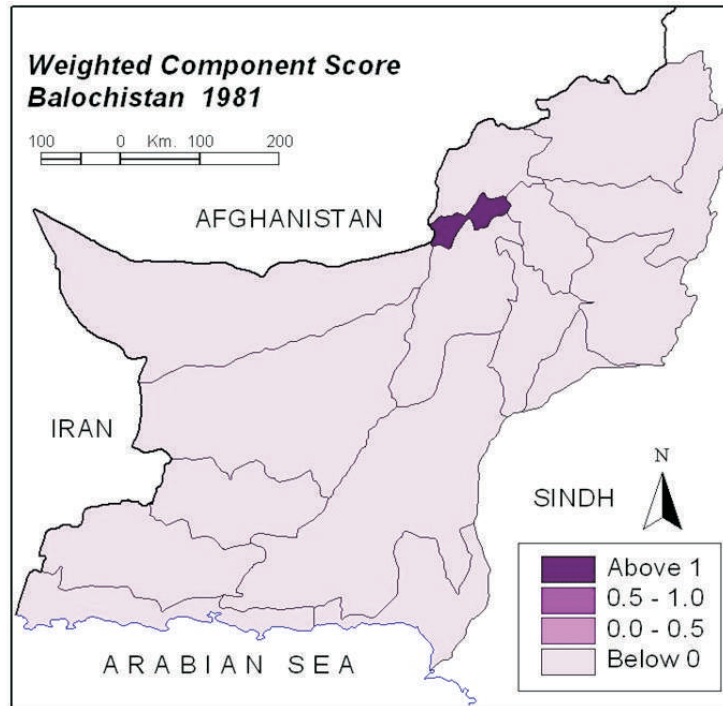 Weighted Component Score
Balochistan 1981
100 0 Km. 100 200
AFGHANISTAN
IRAN
N
SINDH
Above 1
0.5 - 1.0
0.0 - 0.5
Below 0
ARABIAN SEA